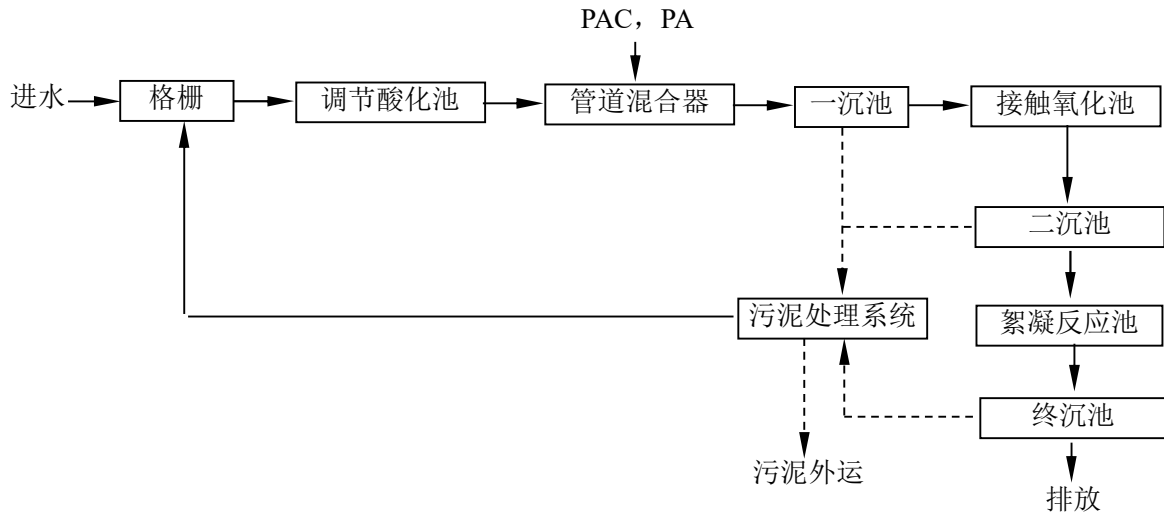 PAC，PA
进水
格栅
调节酸化池
管道混合器
一沉池
接触氧化池
二沉池
污泥处理系统
絮凝反应池
终沉池
污泥外运
排放